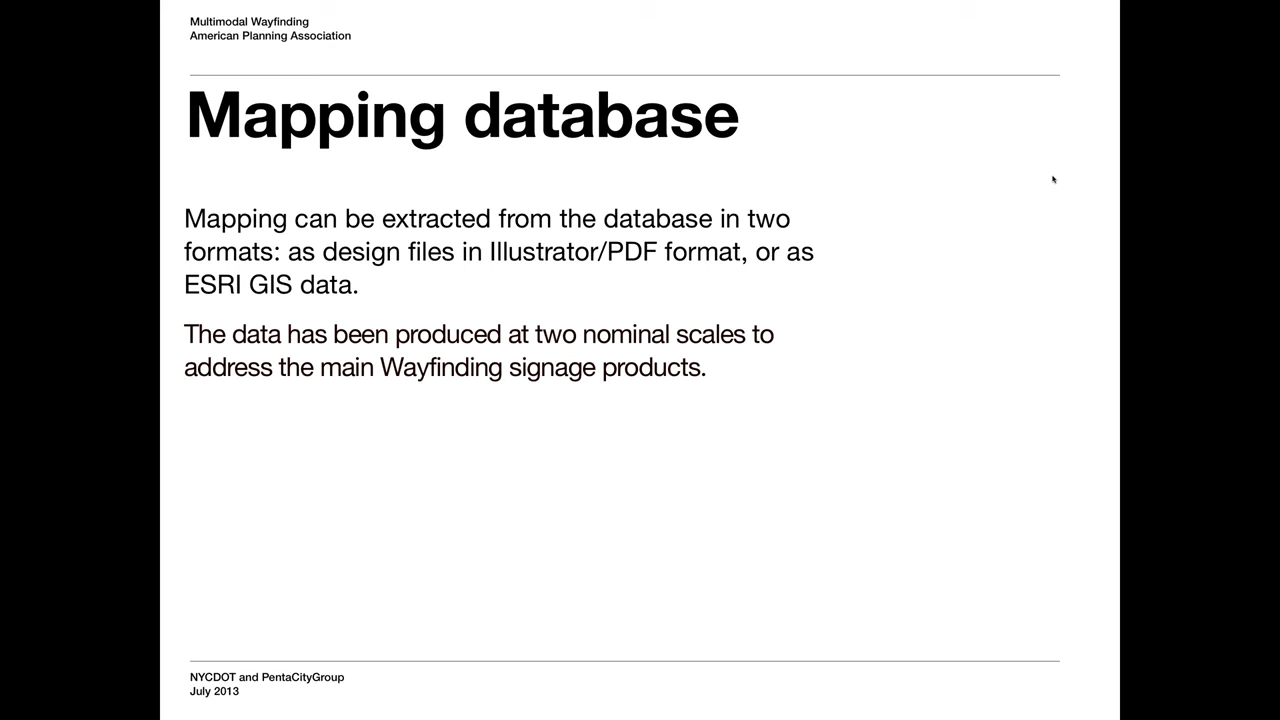 Multimodal Wayfinding
American Planning Association
Mapping database
Mapping can be extracted from the database in two
formats: as design files in Illustrator/PDF format, or as
ESRI GIS data.
The data has been produced at two nominal scales to
address the main Wayfinding signage products.
NYCDOT and PentaCityGroup
July 2013